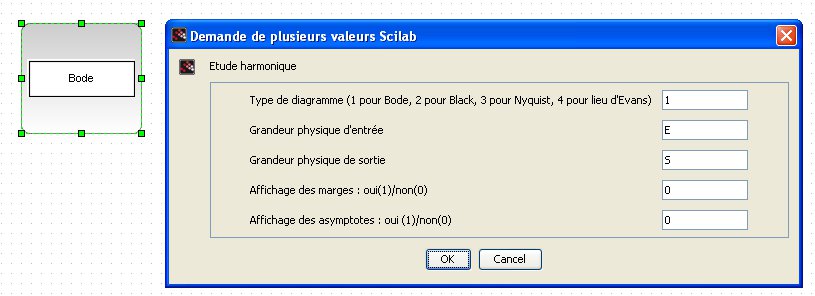 Bode
Demande de plusieurs valeurs Scilab
Etude harmonique
Type de diagramme (1 pour Bode, 2 pour Black, 3 pour Nyquist, 4 pour lieu d'Evans) 1
Grandeur physique d'entrée E
Grandeur physique de sortie S
Affichage des marges : oui(1)/non(0) 0
Affichage des asymptotes : oui (1)/non(0) 0
OK Cancel